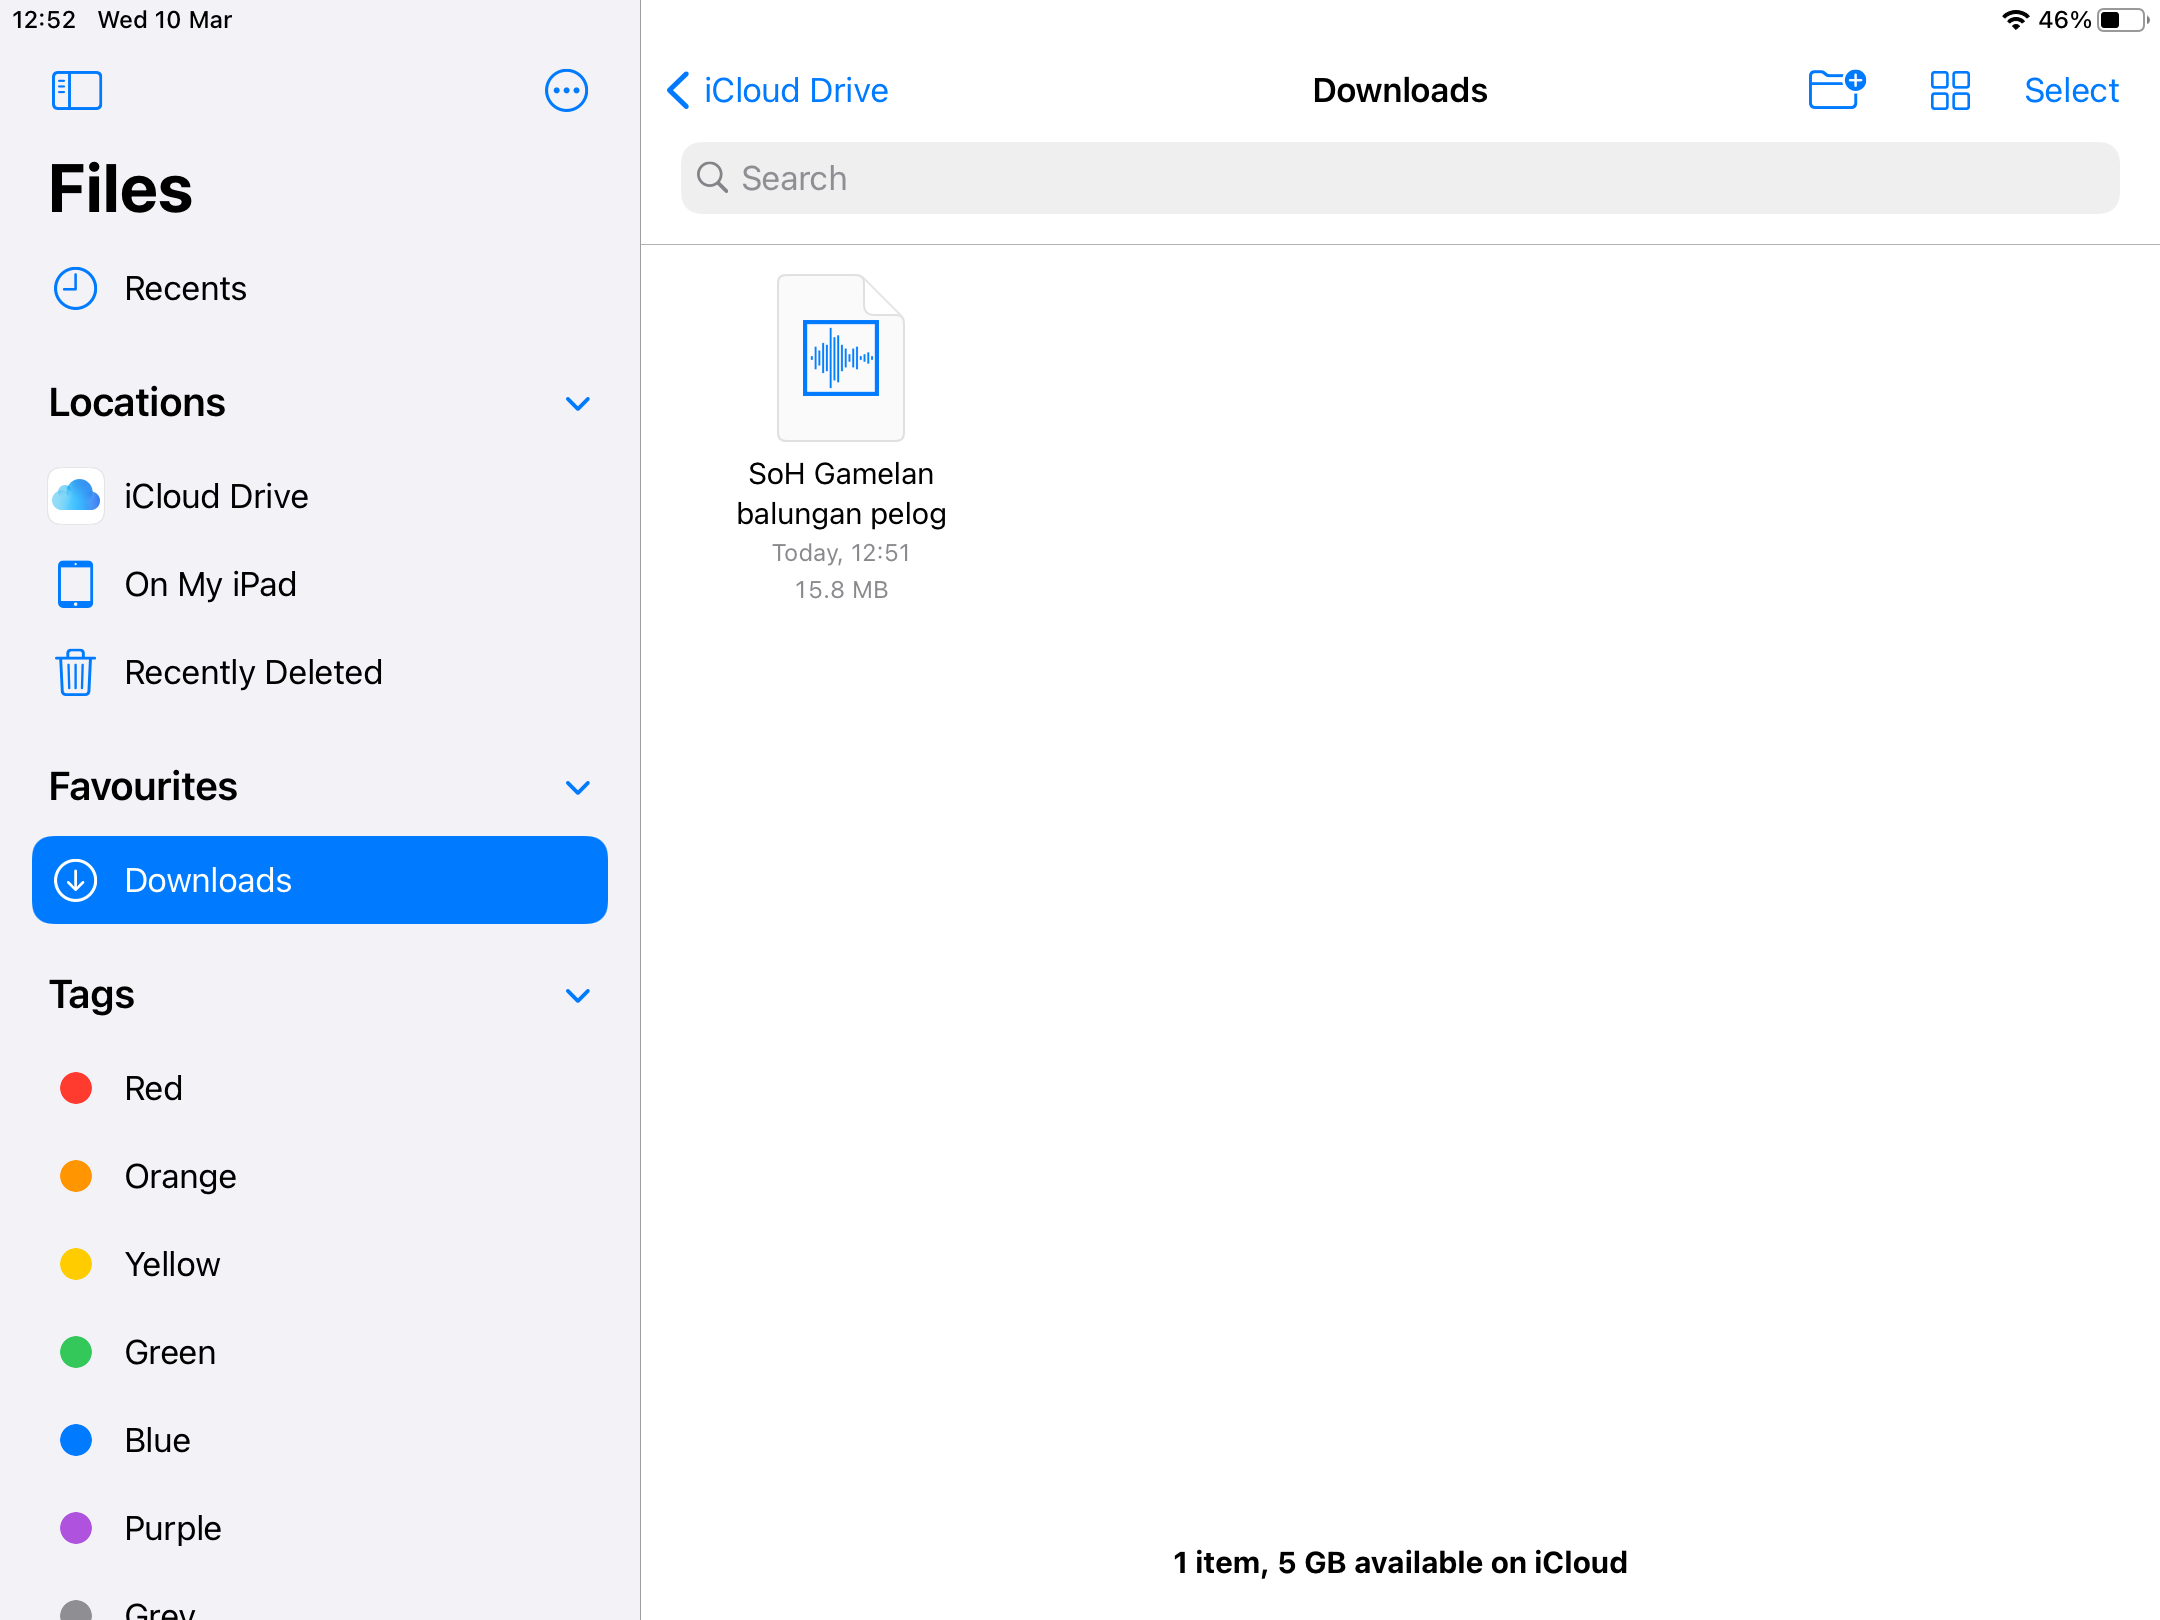 12:52 Wed 10 Mar
46%
Files
Recents
Locations
iCloud Drive
On My iPad
Recently Deleted
Favourites
Downloads
Tags
Red
Orange
Yellow
Green
Blue
Purple
Grey
iCloud Drive
Downloads
Select
Search
SoH Gamelan
balungan pelog
Today, 12:51
15.8 MB
1 item, 5 GB available on iCloud